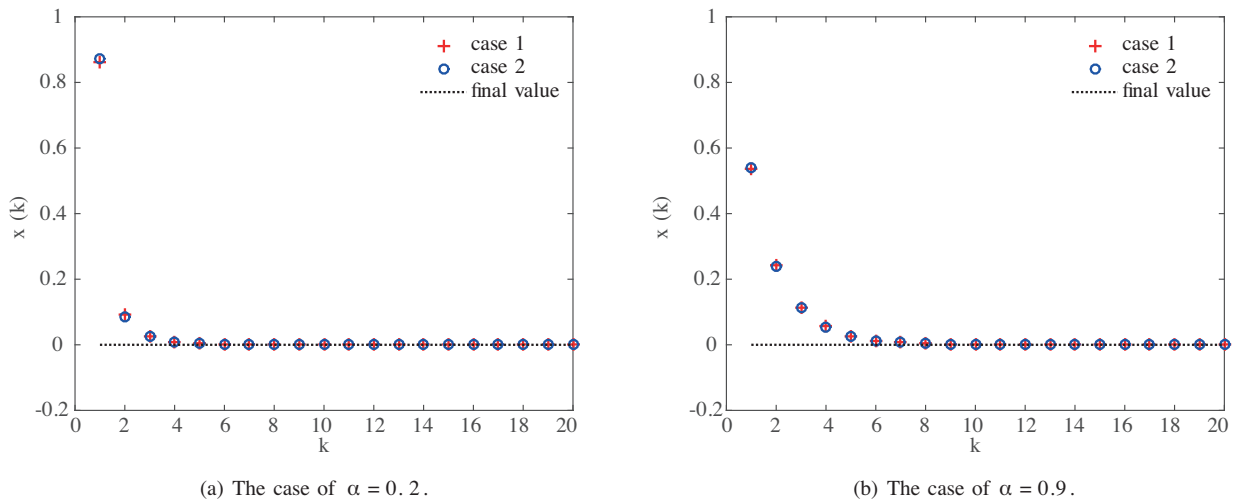 1
0.8
0.6
0.4
0.2
0
-0.2
x (k)
0 2 4 6 8 10 12 14 16 18 20
k
case 1
case 2
final value
(a) The case of α = 0. 2.
1
0.8
0.6
0.4
0.2
0
-0.2
x (k)
0 2 4 6 8 10 12 14 16 18 20
k
case 1
case 2
final value
(b) The case of α = 0.9.